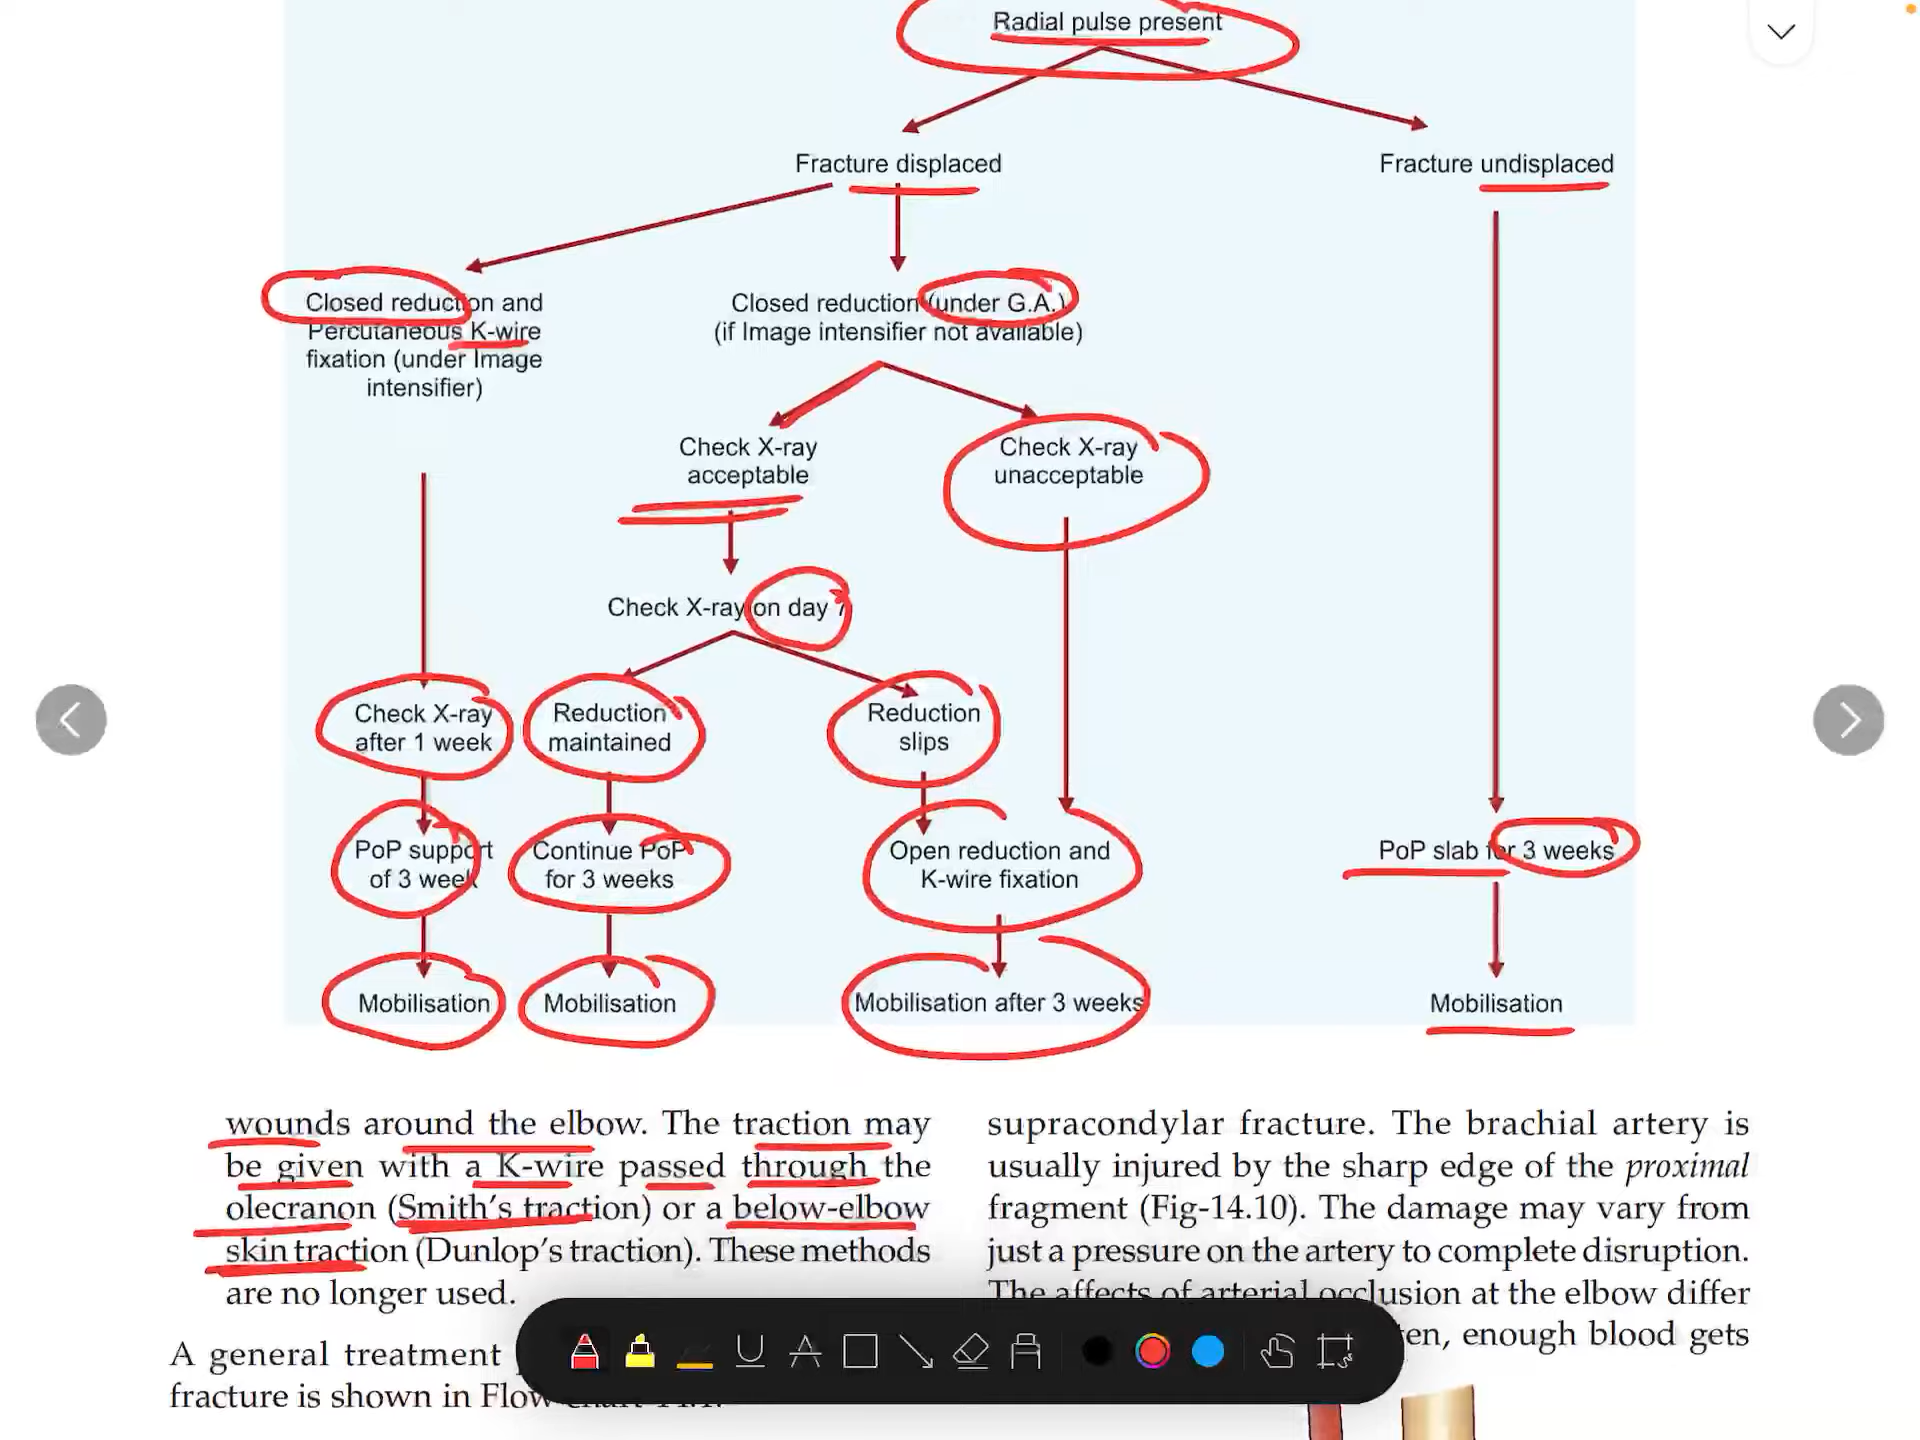 Radial pulse present
Fracture displaced
Fracture undisplaced
Closed reduction and
Percutaneous K-wire
fixation (under Image
intensifier)
Closed reduction (under G.A.)
(if Image intensifier not available)
Check X-ray
acceptable
Check X-ray
unacceptable
Check X-ray on day 7
Check X-ray
after 1 week
Reduction
maintained
Reduction
slips
PoP support
of 3 week
Continue PoP
for 3 weeks
Open reduction and
K-wire fixation
PoP slab for 3 weeks
Mobilisation
Mobilisation
Mobilisation after 3 weeks
Mobilisation
wounds around the elbow. The traction may
be given with a K-wire passed through the
olecranon (Smith's traction) or a below-elbow
skin traction (Dunlop's traction). These methods
are no longer used.
A general treatment
fracture is shown in Flow
supracondylar fracture. The brachial artery is
usually injured by the sharp edge of the proximal
fragment (Fig-14.10). The damage may vary from
just a pressure on the artery to complete disruption.
The affects of arterial occlusion at the elbow differ
enough blood gets